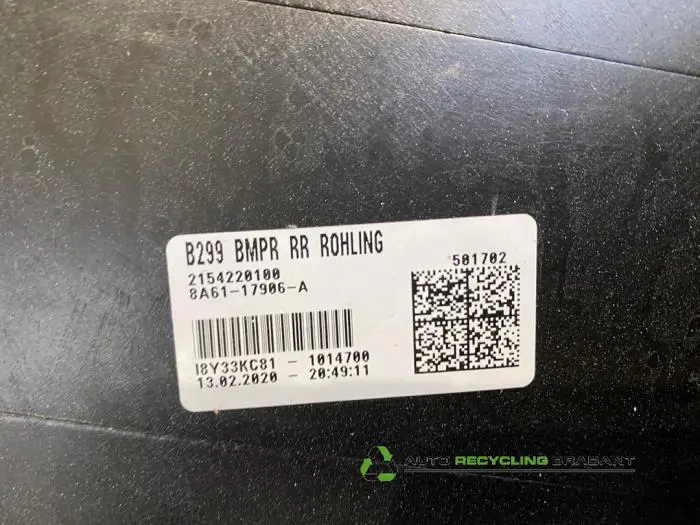 B299 BMPR RR ROHLING
2154220100
8A61-17906-A
501702
I8Y33KC81 - 1014700
13.02.2020 - 20:49:11
AUTO RECYCLING BRABANT